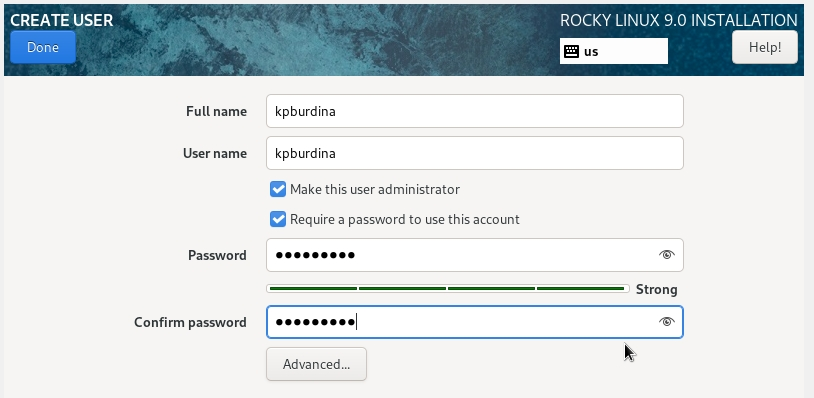 CREATE USER
ROCKY LINUX 9.0 INSTALLATION
Done
us
Help!
Full name
kpburdina
User name
kpburdina
Make this user administrator
Require a password to use this account
Password
●●●●●●●●●
Strong
Confirm password
●●●●●●●●●
Advanced...